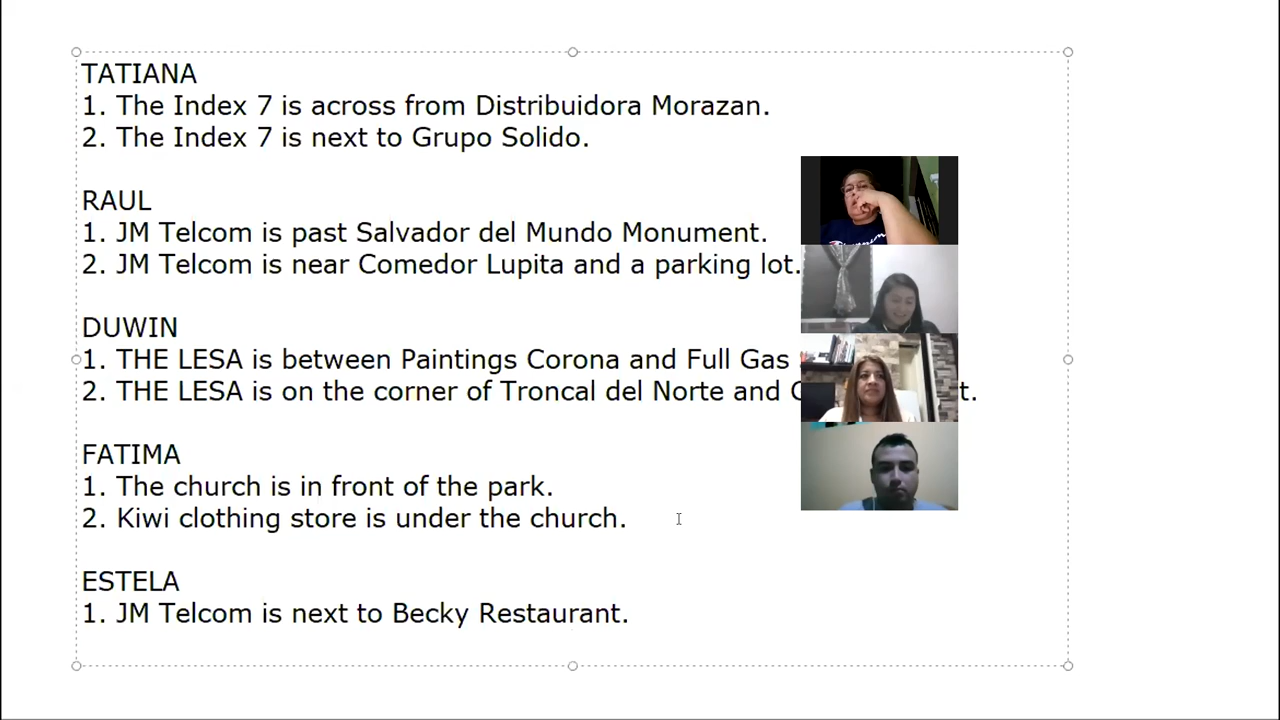 TATIANA
1. The Index 7 is across from Distribuidora Morazan.
2. The Index 7 is next to Grupo Solido.
RAUL
1. JM Telcom is past Salvador del Mundo Monument.
2. JM Telcom is near Comedor Lupita and a parking lot.
DUWIN
1. THE LESA is between Paintings Corona and Full Gas
2. THE LESA is on the corner of Troncal del Norte and
FATIMA
1. The church is in front of the park.
2. Kiwi clothing store is under the church.
ESTELA
1. JM Telcom is next to Becky Restaurant.